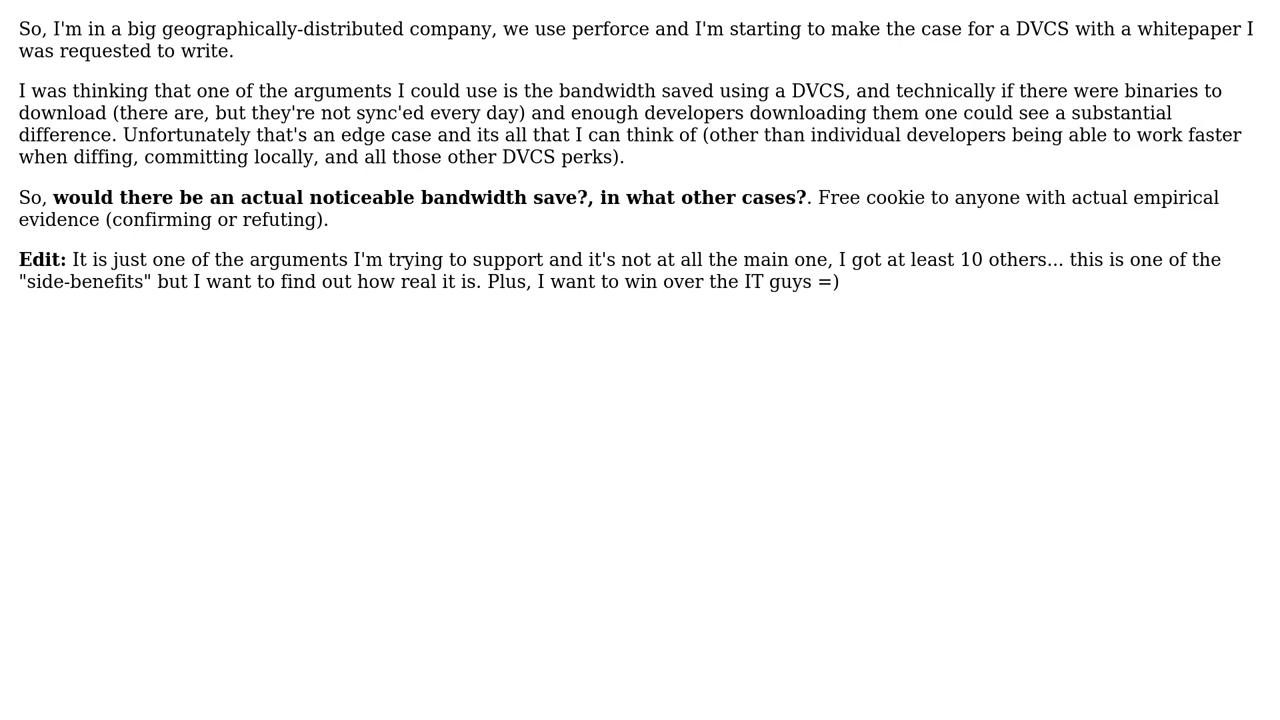 So, I'm in a big geographically-distributed company, we use perforce and I'm starting to make the case for a DVCS with a whitepaper I
was requested to write.
I was thinking that one of the arguments I could use is the bandwidth saved using a DVCS, and technically if there were binaries to
download (there are, but they're not sync'ed every day) and enough developers downloading them one could see a substantial
difference. Unfortunately that's an edge case and its all that I can think of (other than individual developers being able to work faster
when diffing, committing locally, and all those other DVCS perks).
So, would there be an actual noticeable bandwidth save?, in what other cases?. Free cookie to anyone with actual empirical
evidence (confirming or refuting).
Edit: It is just one of the arguments I'm trying to support and it's not at all the main one, I got at least 10 others... this is one of the
"side-benefits" but I want to find out how real it is. Plus, I want to win over the IT guys =)